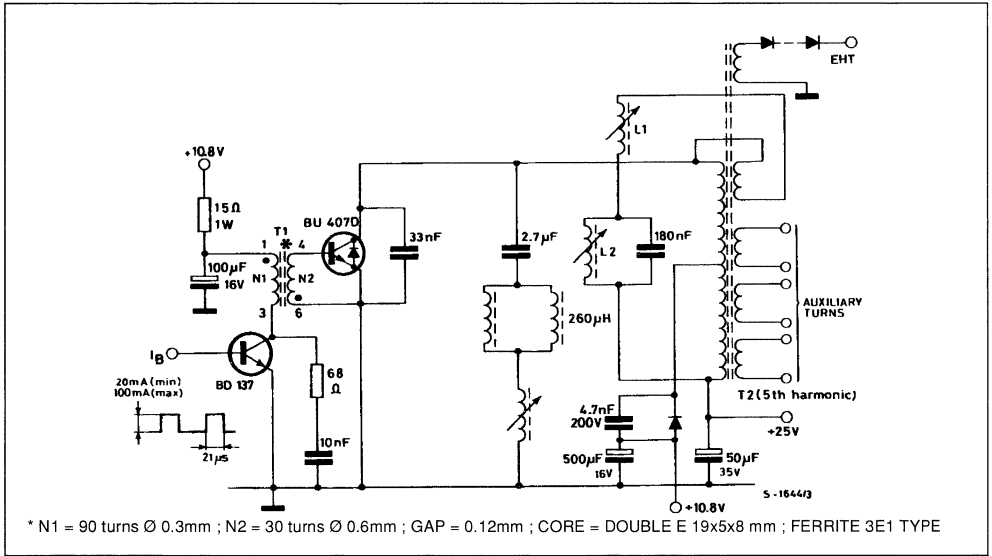 EHT
L1
+10.8V
15Ω
1W
T1
BU 407D
1
*
4
33nF
2.7µF
L2
180nF
100µF
16V
N1
N2
3
6
260µH
AUXILIARY
TURNS
IB
BD 137
68
Ω
20mA (min)
100mA (max)
T2 (5th harmonic)
4.7nF
200V
+25V
10nF
21µs
500µF
16V
50µF
35V
S-1644/3
+10.8V
* N1 = 90 turns Ø 0.3mm ; N2 = 30 turns Ø 0.6mm ; GAP = 0.12mm ; CORE = DOUBLE E 19x5x8 mm ; FERRITE 3E1 TYPE